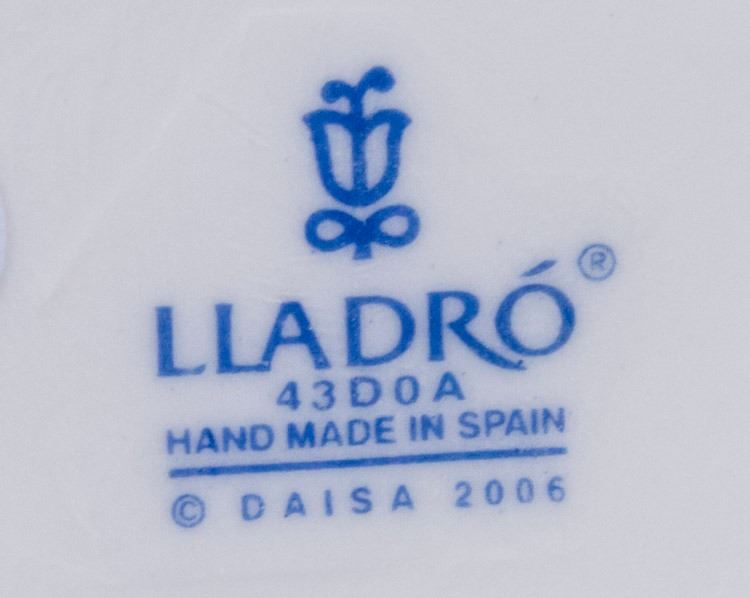 LLADRÓ®
43D0A
HAND MADE IN SPAIN
© DAISA 2006